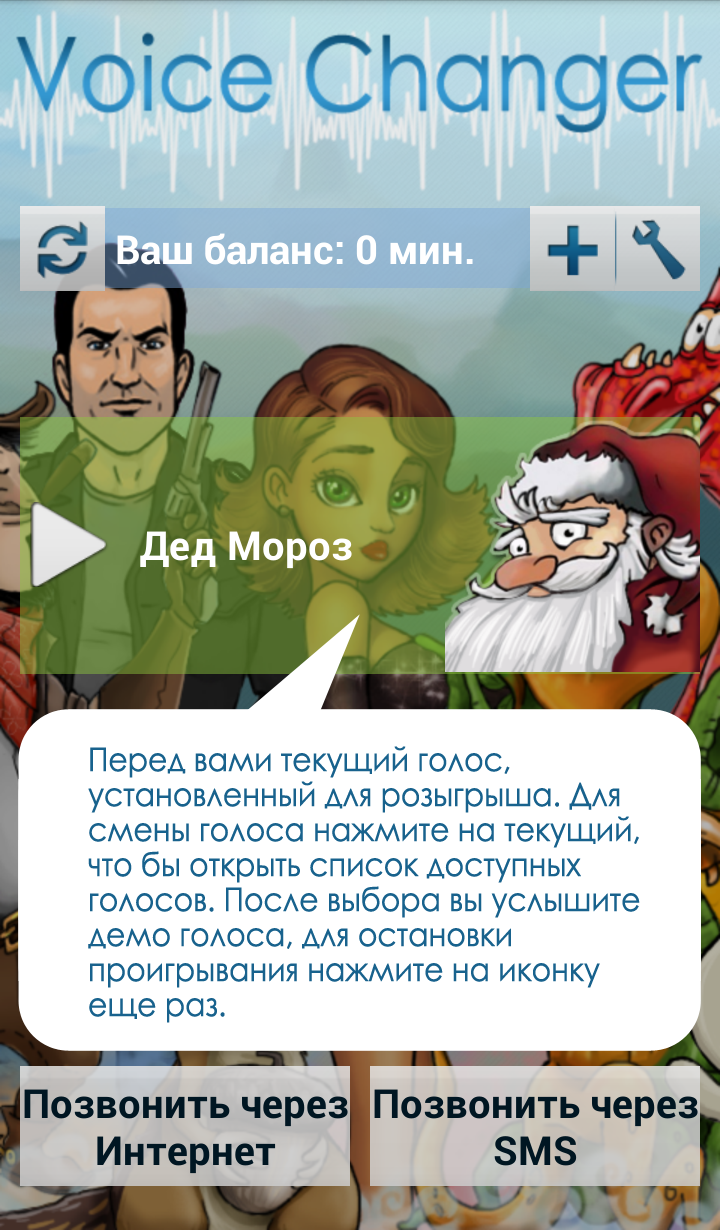 Voice Changer
Ваш баланс: 0 мин.
Дед Мороз
Перед вами текущий голос,
установленный для розыгрыша. Для
смены голоса нажмите на текущий,
что бы открыть список доступных
голосов. После выбора вы услышите
демо голоса, для остановки
проигрывания нажмите на иконку
еще раз.
Позвонить через
Интернет
Позвонить через
SMS